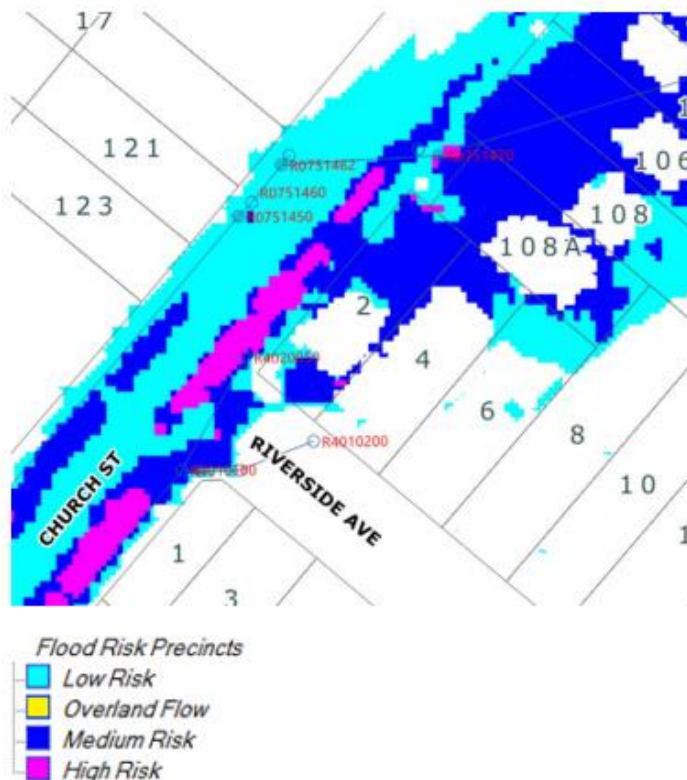 17
121
123
R0751462
R0751460
R0751450
106
108
108A
2
4
6
8
10
1
R4010200
CHURCH ST
RIVERSIDE AVE
1
3
Flood Risk Precincts
Low Risk
Overland Flow
Medium Risk
High Risk